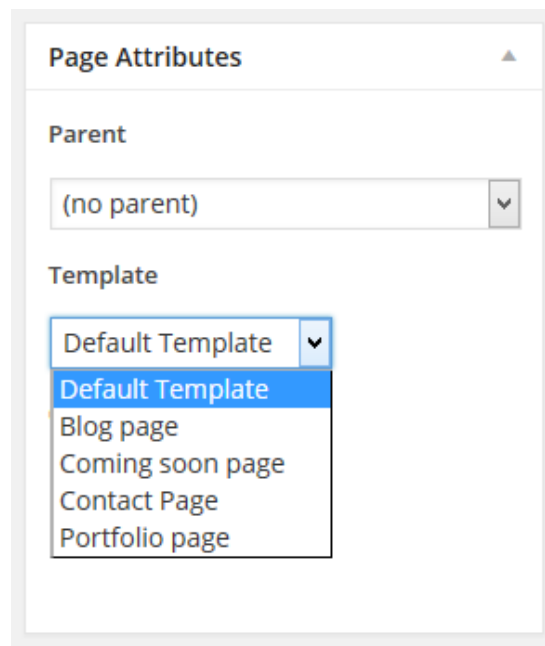 Page Attributes
Parent
(no parent)
Template
Default Template
Default Template
Blog page
Coming soon page
Contact Page
Portfolio page